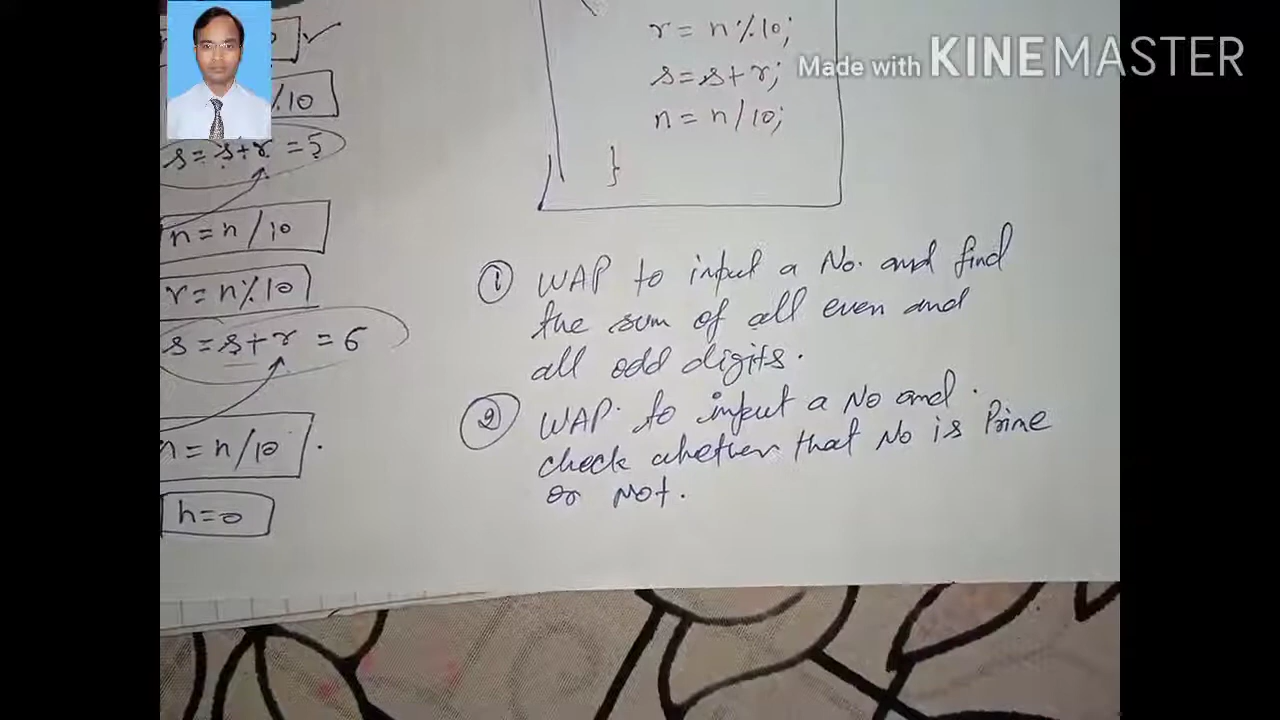 %10
s=s+r=5
n=n/10
r=n%10
s=s+r=6
n=n/10
n=0
r=n%10;
s=s+r;
n=n/10;
}
Made with KINEMASTER
① WAP to input a No. and find
the sum of all even and
all odd digits.
② WAP. to input a No and.
check whether that No is Prime
or Not.